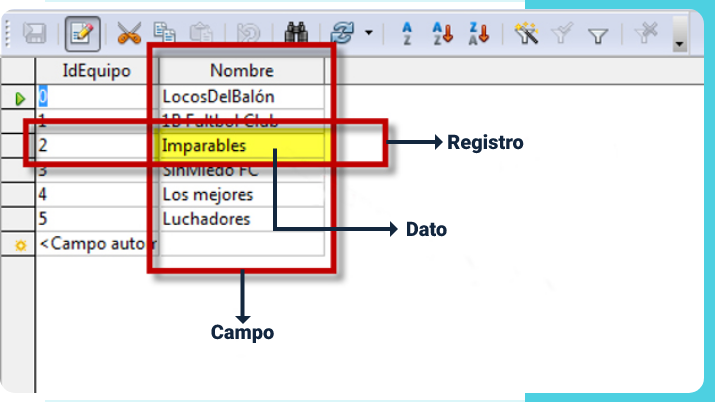 IdEquipo Nombre
0 LocosDelBalón
1 1B Fultbol Club
2 Imparables
Registro
3 SinMiedo FC
4 Los mejores
5 Luchadores
Dato
<Campo autor
Campo